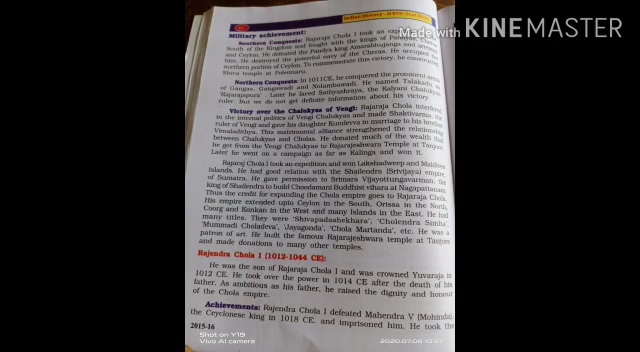 Indian History - II PUC
Made with KINEMASTER
Military achievement:
Southern Conquests: Rajaraja Chola I took an
South of the Kingdom and fought with the kings of Pandyas, Cheras
and Ceylon. He defeated the Pandya king Amarabhujanga and arrested
him. He destroyed the powerful navy of the Cheras. He occupied the
northern portion of Ceylon. To commemorate this victory, he constructed
Shiva temple at Polonnaru.
Northern Conquests: In 1011CE, he conquered the prominent areas
of Gangas, Gangawadi and Nolambawadi. He named Talakadu as
'Rajarajapura'. Later he faced Sathyashraya, the Kalyani Chalukyan
ruler. But we do not get definite information about his victory.
Victory over the Chalukyas of Vengi: Rajaraja Chola interfered
in the internal politics of Vengi Chalukyas and made Shaktivarma the
ruler of Vengi and gave his daughter Kundevva in marriage to his brother
Vimaladithya. This matrimonial alliance strengthened the relationship
between Chalukyas and Cholas. He donated much of the wealth that
he got from the Vengi Chalukyas to Rajarajeshwara Temple at Tanjore.
Later he went on a campaign as far as Kalinga and won it.
Rajaraj Chola I took an expedition and won Lakshadweep and Maldives
Islands. He had good relation with the Shailendra (Srivijaya) empire
of Sumatra. He gave permission to Srimara Vijayottungavarman, the
king of Shailendra to build Choodamani Buddhist vihara at Nagapattanam.
Thus the credit for expanding the Chola empire goes to Rajaraja Chola.
His empire extended upto Ceylon in the South, Orissa in the North,
Coorg and Konkan in the West and many Islands in the East. He had
many titles. They were 'Shivapadashekhara', 'Cholendra Simha',
'Mummadi Choladeva', 'Jayagonda', 'Chola Martanda', etc. He was a
patron of art. He built the famous Rajarajeshwara temple at Tanjore
and made donations to many other temples.
Rajendra Chola I (1012-1044 CE):
He was the son of Rajaraja Chola I and was crowned Yuvaraja in
1012 CE. He took over the power in 1014 CE after the death of his
father. As ambitious as his father, he raised the dignity and honour
of the Chola empire.
Achievements: Rajendra Chola I defeated Mahendra V (Mohinda),
the Ceyclonese king in 1018 CE. and imprisoned him. He took the
2015-16
Shot on Y19
Vivo AI camera
2020.07.08 10:27